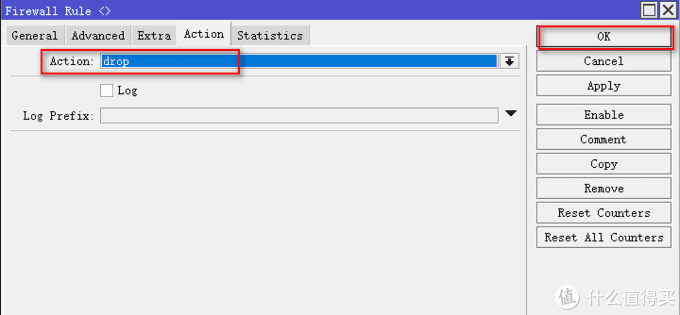 Firewall Rule <>
General Advanced Extra Action Statistics
Action: drop
Log
Log Prefix:
OK
Cancel
Apply
Enable
Comment
Copy
Remove
Reset Counters
Reset All Counters
值 什么值得买